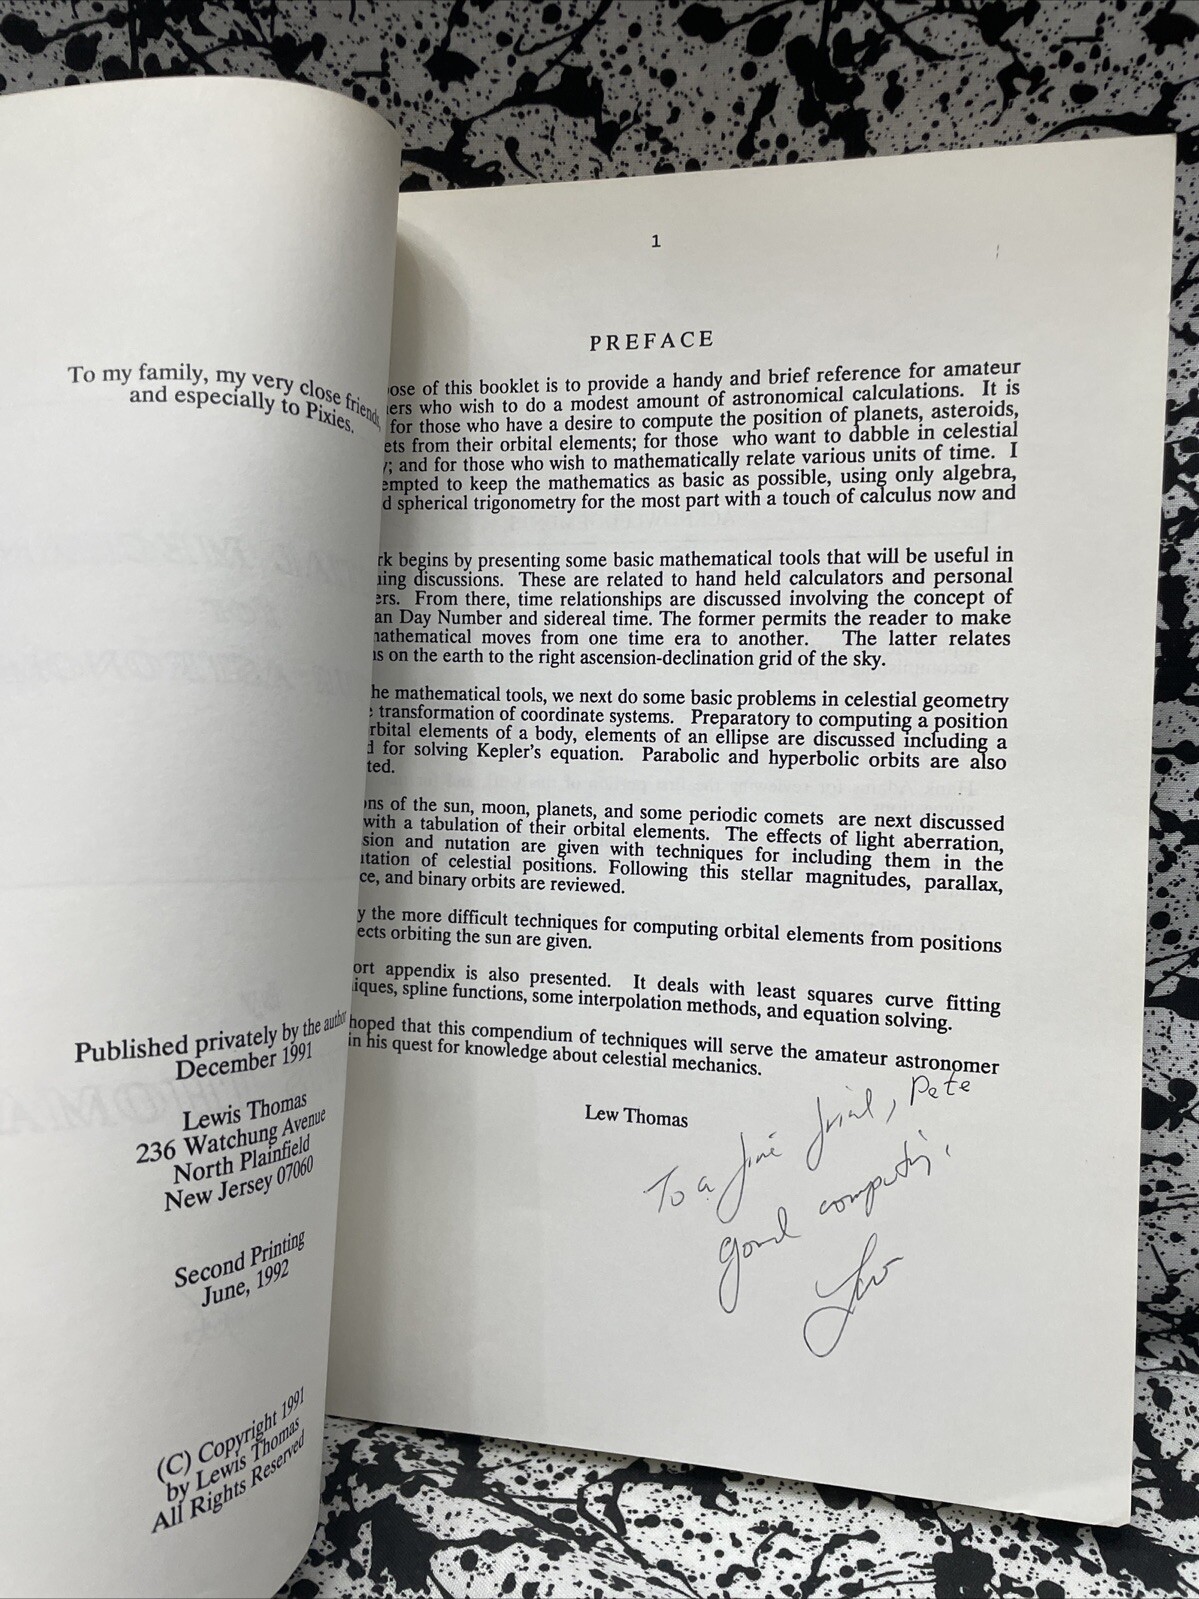 To my family, my very close friends,
and especially to Pixies.
Published privately by the author
December 1991
Lewis Thomas
236 Watchung Avenue
North Plainfield
New Jersey 07060
Second Printing
June, 1992
(C) Copyright 1991
by Lewis Thomas
All Rights Reserved
1
PREFACE
ose of this booklet is to provide a handy and brief reference for amateur
ers who wish to do a modest amount of astronomical calculations. It is
for those who have a desire to compute the position of planets, asteroids,
ets from their orbital elements; for those who want to dabble in celestial
; and for those who wish to mathematically relate various units of time. I
empted to keep the mathematics as basic as possible, using only algebra,
d spherical trigonometry for the most part with a touch of calculus now and
rk begins by presenting some basic mathematical tools that will be useful in
ing discussions. These are related to hand held calculators and personal
ers. From there, time relationships are discussed involving the concept of
an Day Number and sidereal time. The former permits the reader to make
mathematical moves from one time era to another. The latter relates
ns on the earth to the right ascension-declination grid of the sky.
he mathematical tools, we next do some basic problems in celestial geometry
e transformation of coordinate systems. Preparatory to computing a position
rbital elements of a body, elements of an ellipse are discussed including a
d for solving Kepler's equation. Parabolic and hyperbolic orbits are also
ted.
ons of the sun, moon, planets, and some periodic comets are next discussed
with a tabulation of their orbital elements. The effects of light aberration,
sion and nutation are given with techniques for including them in the
tation of celestial positions. Following this stellar magnitudes, parallax,
ce, and binary orbits are reviewed.
y the more difficult techniques for computing orbital elements from positions
ects orbiting the sun are given.
ort appendix is also presented. It deals with least squares curve fitting
iques, spline functions, some interpolation methods, and equation solving.
hoped that this compendium of techniques will serve the amateur astronomer
in his quest for knowledge about celestial mechanics.
Lew Thomas
To a fine friend, Pete
good computing.
Lew